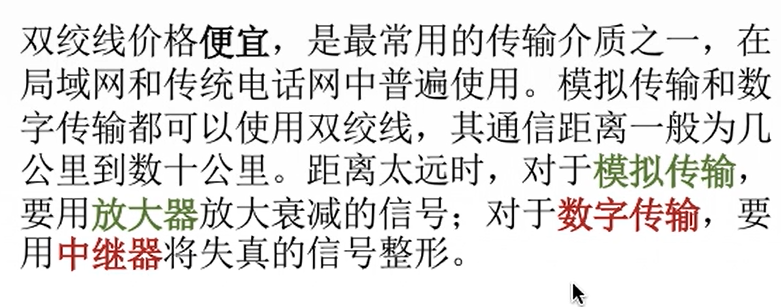 双绞线价格便宜，是最常用的传输介质之一，在
局域网和传统电话网中普遍使用。模拟传输和数
字传输都可以使用双绞线，其通信距离一般为几
公里到数十公里。距离太远时，对于模拟传输，
要用放大器放大衰减的信号；对于数字传输，要
用中继器将失真的信号整形。